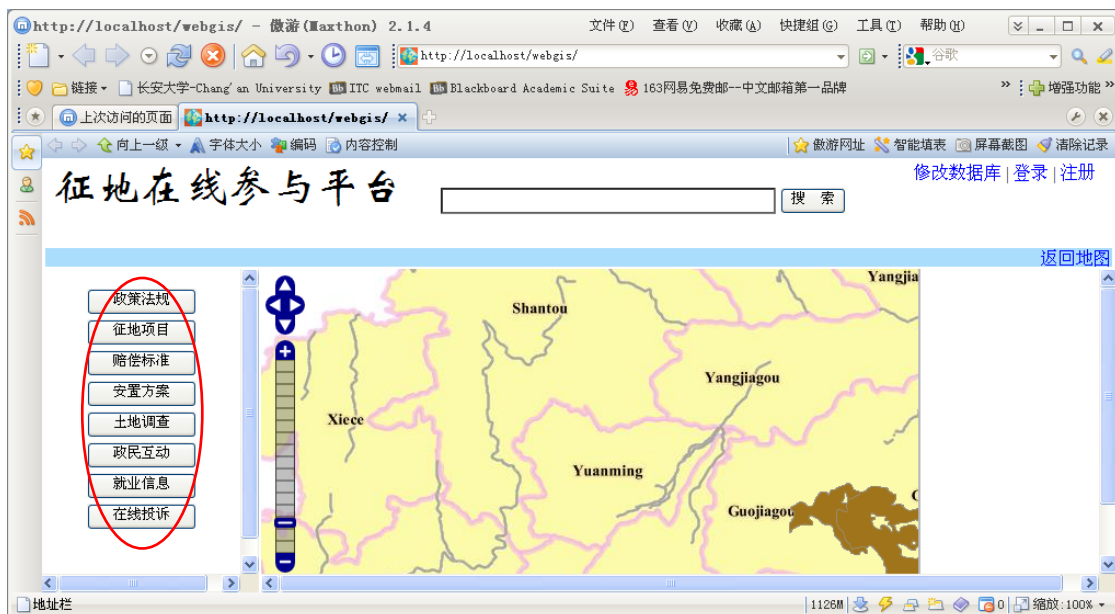 http://localhost/webgis/ - 傲游(Maxthon) 2.1.4 文件(F) 查看(V) 收藏(A) 快捷组(G) 工具(T) 帮助(H)
http://localhost/webgis/ 谷歌
链接 长安大学-Chang'an University ITC webmail Blackboard Academic Suite 163网易免费邮--中文邮箱第一品牌 » 增强功能 »
上次访问的页面 http://localhost/webgis/
向上一级 字体大小 编码 内容控制 傲游网址 智能填表 屏幕截图 清除记录
修改数据库 | 登录 | 注册
征地在线参与平台 搜 索
返回地图
政策法规
征地项目
赔偿标准
安置方案
土地调查
政民互动
就业信息
在线投诉
Yangjia
Shantou
Yangjiagou
Xiece
Yuanming
Guojiagou
地址栏 1126M 0 缩放:100%